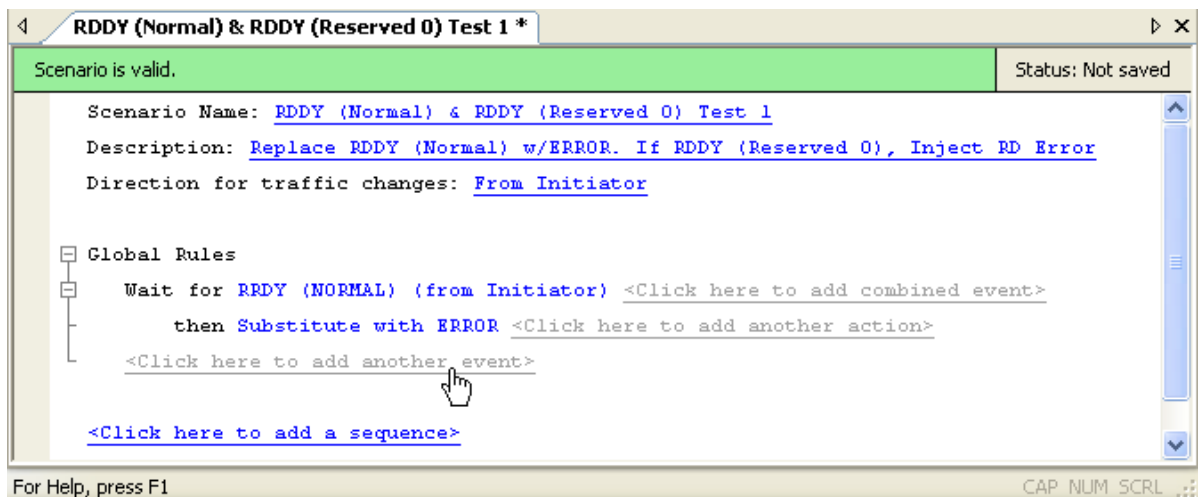 RDDY (Normal) & RDDY (Reserved 0) Test 1 *
Scenario is valid. Status: Not saved
Scenario Name: RDDY (Normal) & RDDY (Reserved 0) Test 1
Description: Replace RDDY (Normal) w/ERROR. If RDDY (Reserved 0), Inject RD Error
Direction for traffic changes: From Initiator
Global Rules
Wait for RRDY (NORMAL) (from Initiator) <Click here to add combined event>
then Substitute with ERROR <Click here to add another action>
<Click here to add another event>
<Click here to add a sequence>
For Help, press F1 CAP NUM SCRL